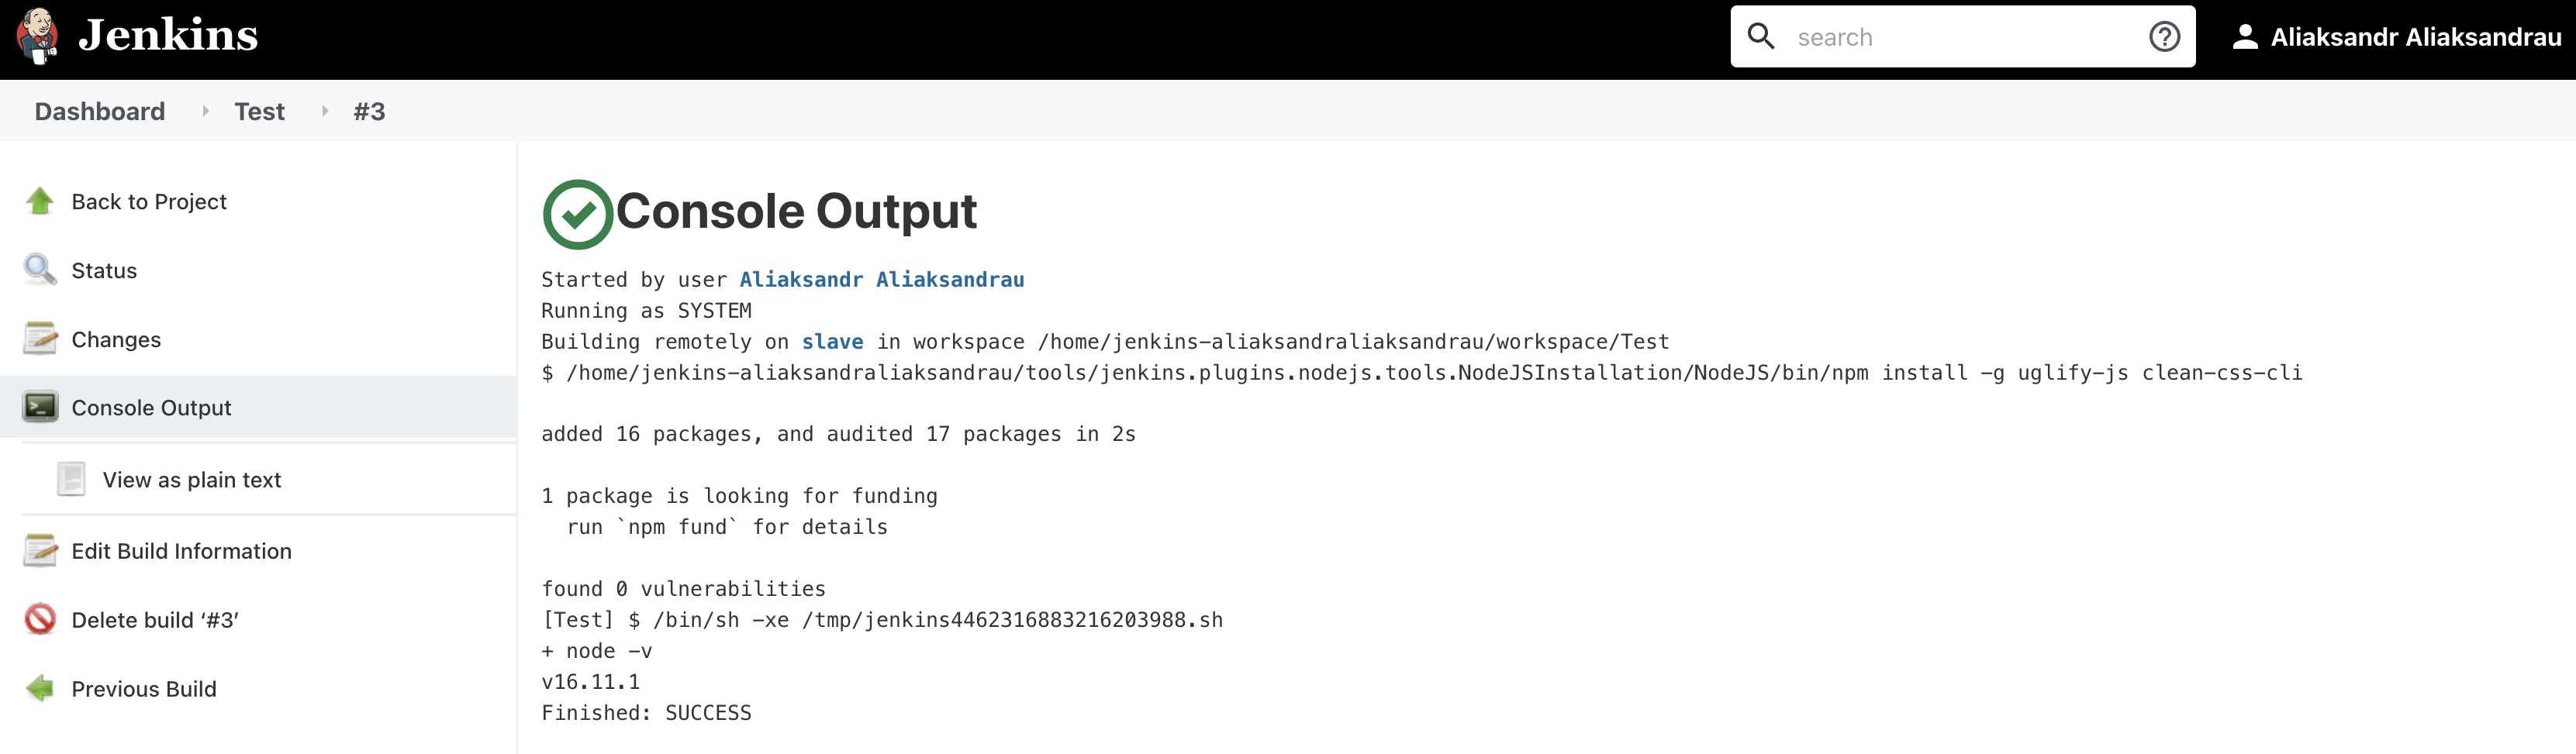 Jenkins
search
Aliaksandr Aliaksandrau
Dashboard Test #3
Back to Project
Status
Changes
Console Output
View as plain text
Edit Build Information
Delete build ‘#3’
Previous Build
Console Output
Started by user Aliaksandr Aliaksandrau
Running as SYSTEM
Building remotely on slave in workspace /home/jenkins-aliaksandraliaksandrau/workspace/Test
$ /home/jenkins-aliaksandraliaksandrau/tools/jenkins.plugins.nodejs.tools.NodeJSInstallation/NodeJS/bin/npm install -g uglify-js clean-css-cli
added 16 packages, and audited 17 packages in 2s
1 package is looking for funding
run `npm fund` for details
found 0 vulnerabilities
[Test] $ /bin/sh -xe /tmp/jenkins4462316883216203988.sh
+ node -v
v16.11.1
Finished: SUCCESS